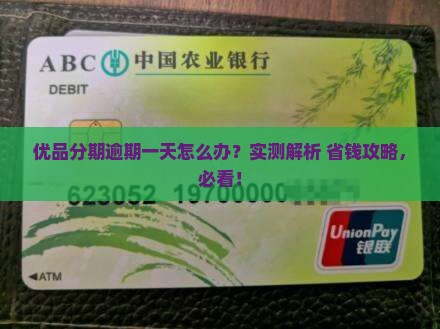 ABC 中国农业银行
DEBIT
优品分期逾期一天怎么办？实测解析 省钱攻略，
必看！
623052 19700000
UnionPay
银联
◀ATM